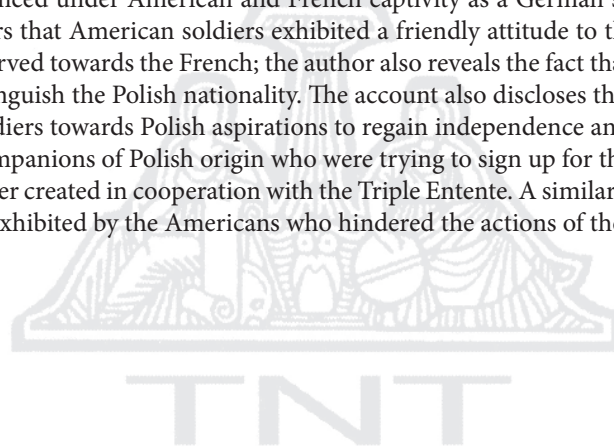 enced under American and French captivity as a German s
rs that American soldiers exhibited a friendly attitude to th
rved towards the French; the author also reveals the fact tha
nguish the Polish nationality. The account also discloses th
diers towards Polish aspirations to regain independence an
mpanions of Polish origin who were trying to sign up for th
er created in cooperation with the Triple Entente. A similar
exhibited by the Americans who hindered the actions of the
TNT